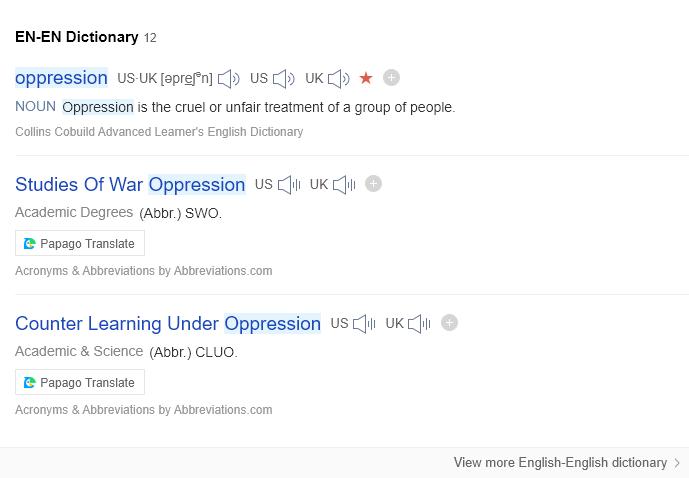 EN-EN Dictionary 12
oppression US·UK [əpreʃᵊn] US UK
NOUN Oppression is the cruel or unfair treatment of a group of people.
Collins Cobuild Advanced Learner's English Dictionary
Studies Of War Oppression US UK
Academic Degrees (Abbr.) SWO.
Papago Translate
Acronyms & Abbreviations by Abbreviations.com
Counter Learning Under Oppression US UK
Academic & Science (Abbr.) CLUO.
Papago Translate
Acronyms & Abbreviations by Abbreviations.com
View more English-English dictionary